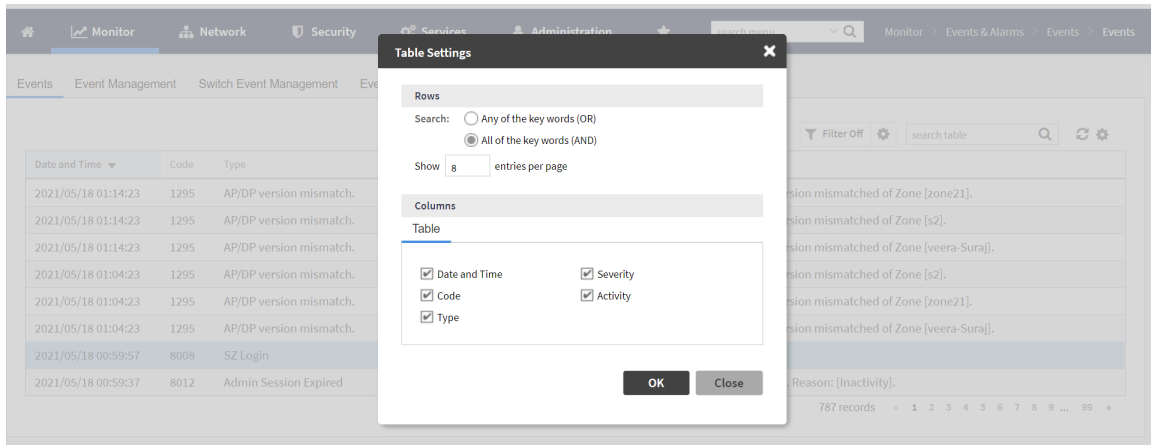 Monitor Network Security Services Administration search menu Monitor > Events & Alarms > Events > Events
Table Settings
Events Event Management Switch Event Management Eve
Rows
Search: Any of the key words (OR)
All of the key words (AND)
Filter Off search table
Show 8 entries per page
Date and Time Code Type
2021/05/18 01:14:23 1295 AP/DP version mismatch. rsion mismatched of Zone [zone21].
Columns
2021/05/18 01:14:23 1295 AP/DP version mismatch. rsion mismatched of Zone [s2].
Table
2021/05/18 01:14:23 1295 AP/DP version mismatch. rsion mismatched of Zone [veera-Suraj].
2021/05/18 01:04:23 1295 AP/DP version mismatch. rsion mismatched of Zone [s2].
Date and Time Severity
Code Activity
2021/05/18 01:04:23 1295 AP/DP version mismatch. rsion mismatched of Zone [zone21].
Type
2021/05/18 01:04:23 1295 AP/DP version mismatch. rsion mismatched of Zone [veera-Suraj].
2021/05/18 00:59:57 8008 SZ Login
2021/05/18 00:59:37 8012 Admin Session Expired . Reason: [Inactivity].
OK Close
787 records « 1 2 3 4 5 6 7 8 9 ... 99 »